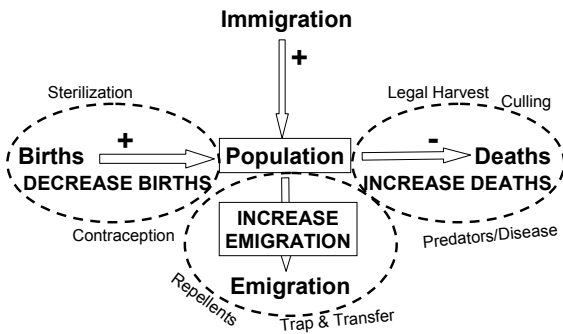 Immigration
+
Sterilization
Legal Harvest
Culling
+
-
Births
Population
Deaths
DECREASE BIRTHS
INCREASE DEATHS
INCREASE
EMIGRATION
Contraception
Predators/Disease
Emigration
Repellents
Trap & Transfer